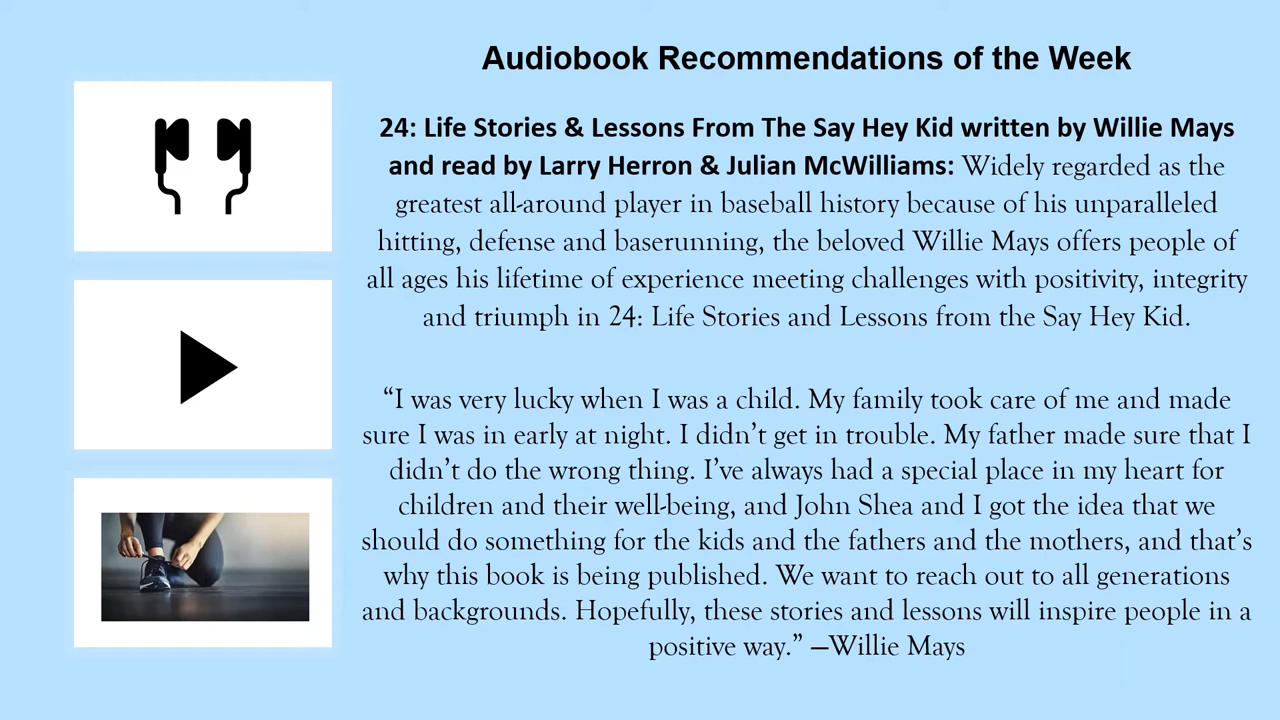 Audiobook Recommendations of the Week
24: Life Stories & Lessons From The Say Hey Kid written by Willie Mays
and read by Larry Herron & Julian McWilliams: Widely regarded as the
greatest all-around player in baseball history because of his unparalleled
hitting, defense and baserunning, the beloved Willie Mays offers people of
all ages his lifetime of experience meeting challenges with positivity, integrity
and triumph in 24: Life Stories and Lessons from the Say Hey Kid.
“I was very lucky when I was a child. My family took care of me and made
sure I was in early at night. I didn’t get in trouble. My father made sure that I
didn’t do the wrong thing. I’ve always had a special place in my heart for
children and their well-being, and John Shea and I got the idea that we
should do something for the kids and the fathers and the mothers, and that’s
why this book is being published. We want to reach out to all generations
and backgrounds. Hopefully, these stories and lessons will inspire people in a
positive way.” —Willie Mays